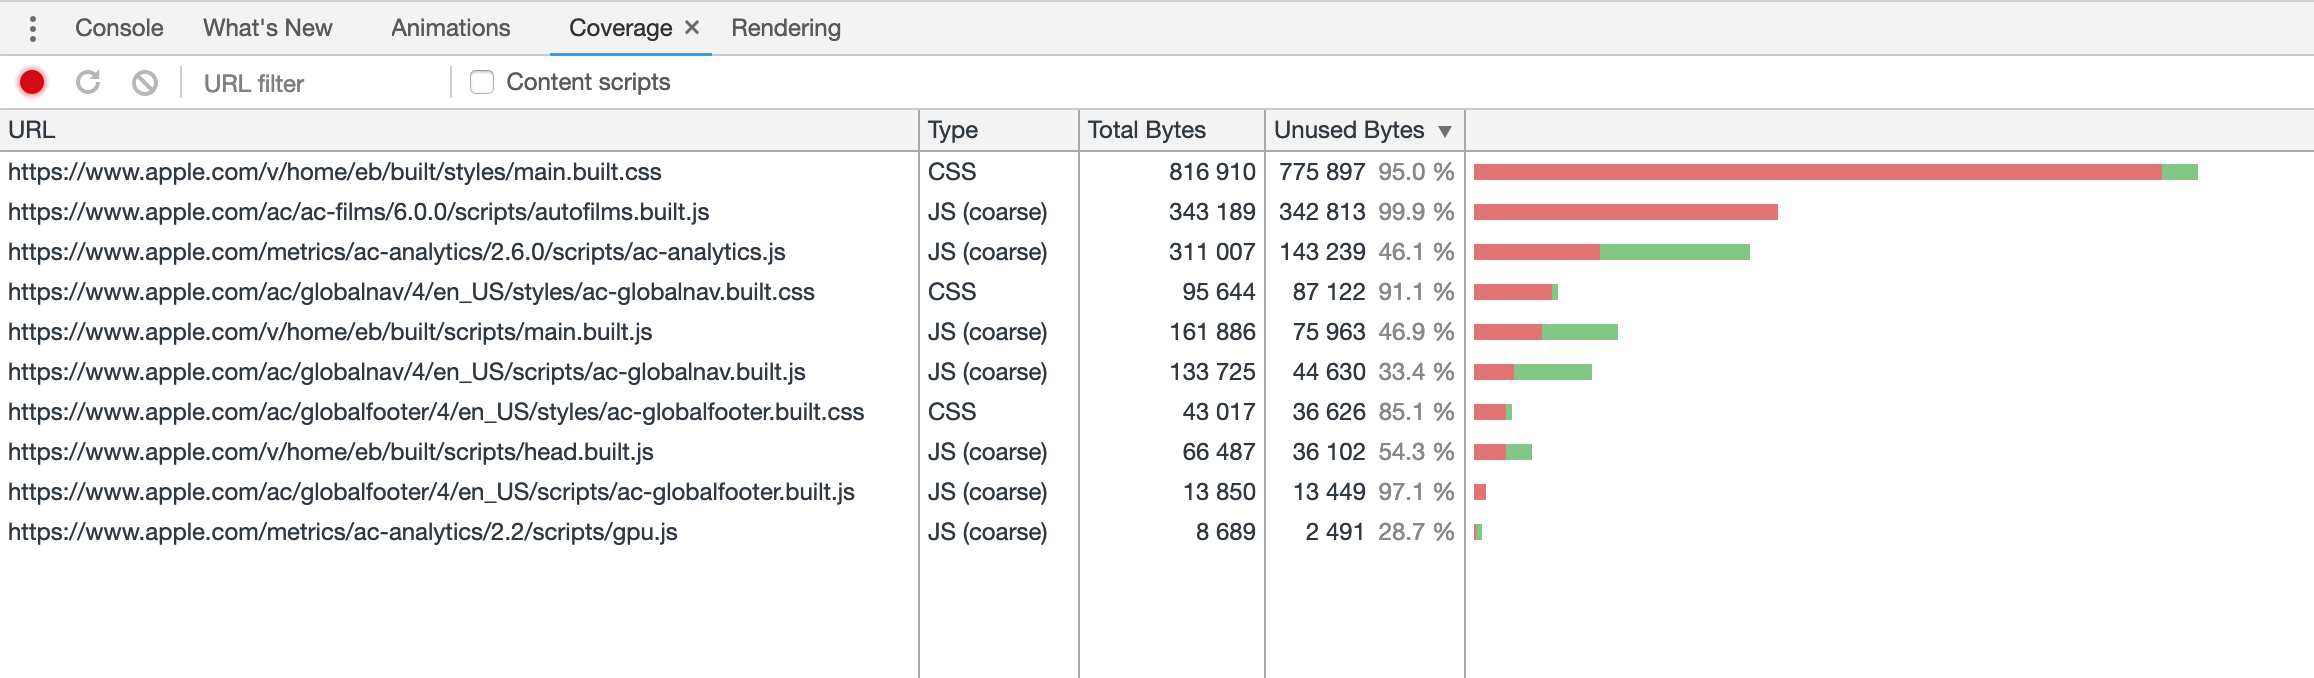 Console What's New Animations Coverage × Rendering
URL filter Content scripts
URL Type Total Bytes Unused Bytes ▼
https://www.apple.com/v/home/eb/built/styles/main.built.css CSS 816 910 775 897 95.0 %
https://www.apple.com/ac/ac-films/6.0.0/scripts/autofilms.built.js JS (coarse) 343 189 342 813 99.9 %
https://www.apple.com/metrics/ac-analytics/2.6.0/scripts/ac-analytics.js JS (coarse) 311 007 143 239 46.1 %
https://www.apple.com/ac/globalnav/4/en_US/styles/ac-globalnav.built.css CSS 95 644 87 122 91.1 %
https://www.apple.com/v/home/eb/built/scripts/main.built.js JS (coarse) 161 886 75 963 46.9 %
https://www.apple.com/ac/globalnav/4/en_US/scripts/ac-globalnav.built.js JS (coarse) 133 725 44 630 33.4 %
https://www.apple.com/ac/globalfooter/4/en_US/styles/ac-globalfooter.built.css CSS 43 017 36 626 85.1 %
https://www.apple.com/v/home/eb/built/scripts/head.built.js JS (coarse) 66 487 36 102 54.3 %
https://www.apple.com/ac/globalfooter/4/en_US/scripts/ac-globalfooter.built.js JS (coarse) 13 850 13 449 97.1 %
https://www.apple.com/metrics/ac-analytics/2.2/scripts/gpu.js JS (coarse) 8 689 2 491 28.7 %